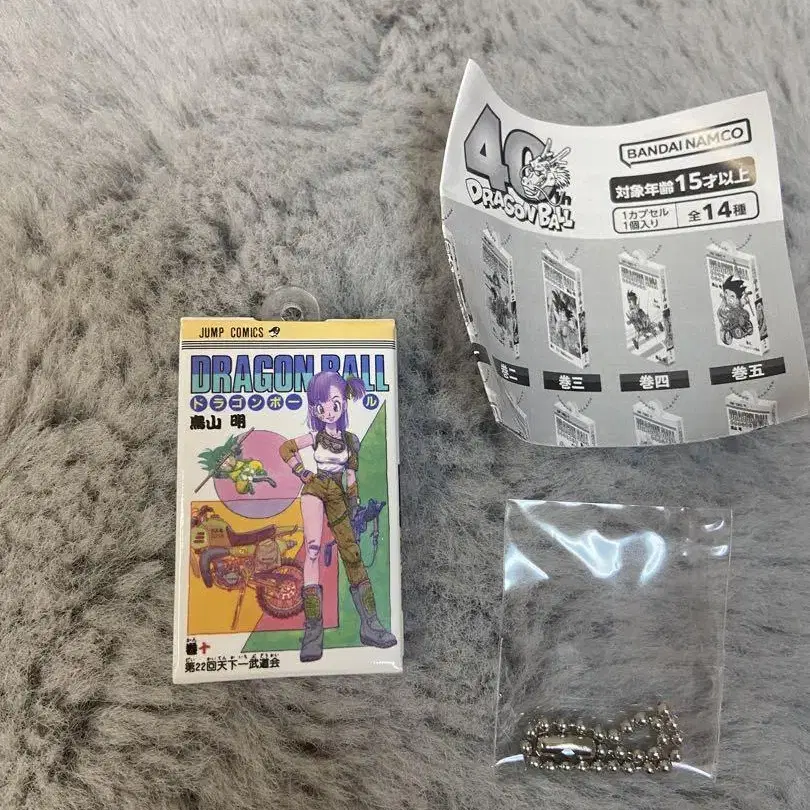 JUMP COMICS
DRAGON BALL
ドラゴンボール
鳥山 明
巻十
第22回天下一武道会
40th
DRAGON BALL
BANDAI NAMCO
対象年齢15才以上
1カプセル
1個入り
全14種
巻二
巻三
巻四
巻五